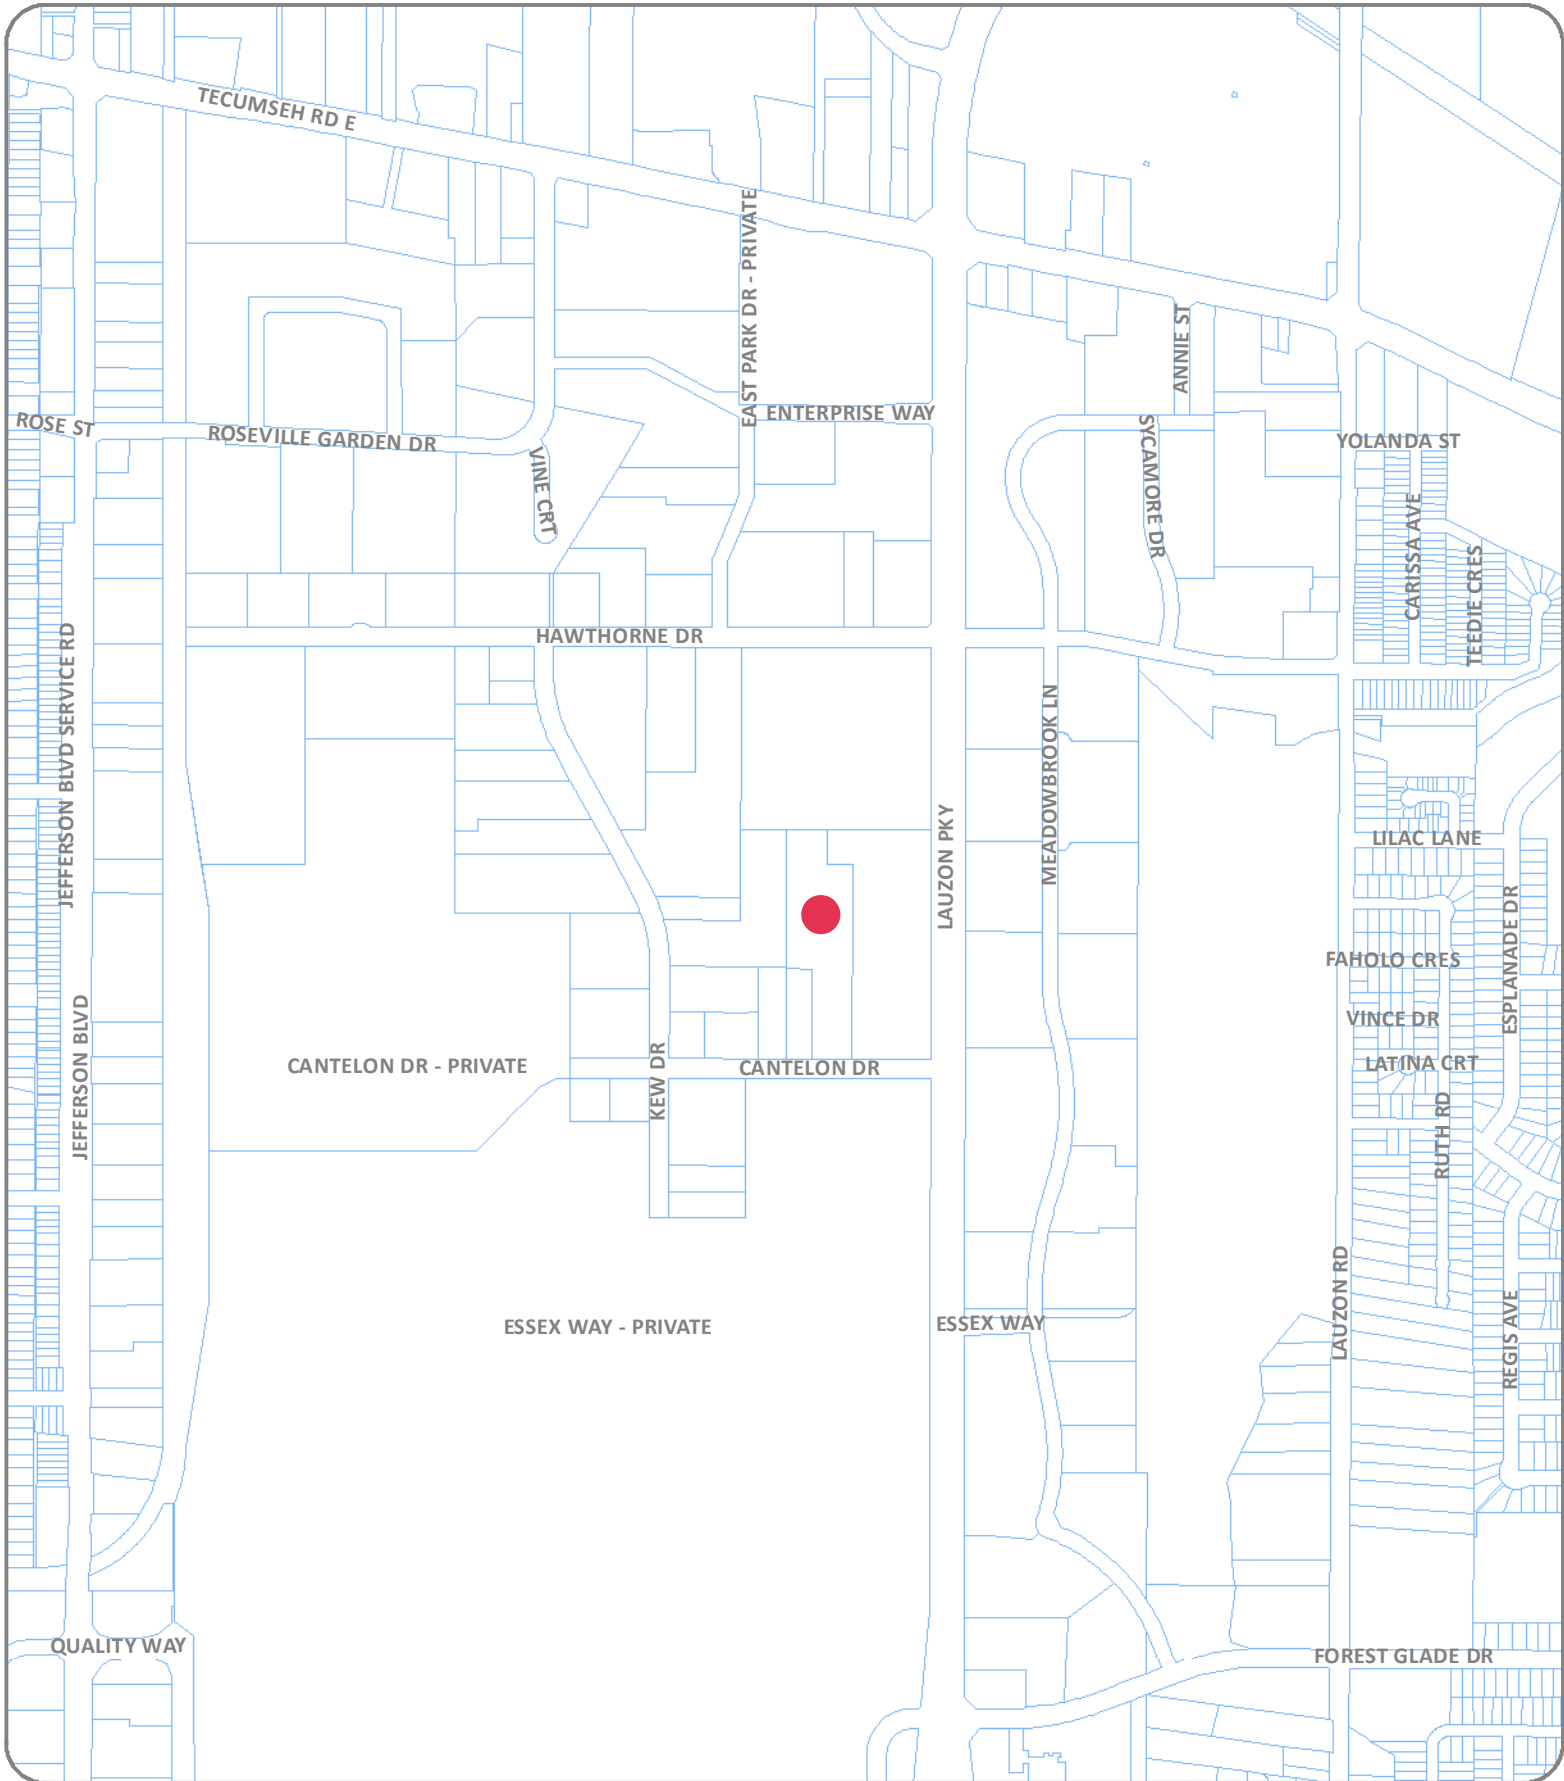 TECUMSEH RD E
EAST PARK DR - PRIVATE
ANNIE ST
ENTERPRISE WAY
ROSE ST
ROSEVILLE GARDEN DR
YOLANDA ST
VINE CRT
SYCAMORE DR
CARISSA AVE
TEEDIE CRES
HAWTHORNE DR
JEFFERSON BLVD SERVICE RD
MEADOWBROOK LN
LAUZON PKY
LILAC LANE
ESPLANADE DR
FAHOLO CRES
VINCE DR
JEFFERSON BLVD
CANTELON DR - PRIVATE
KEW DR
CANTELON DR
LATINA CRT
RUTH RD
ESSEX WAY - PRIVATE
ESSEX WAY
LAUZON RD
REGIS AVE
QUALITY WAY
FOREST GLADE DR